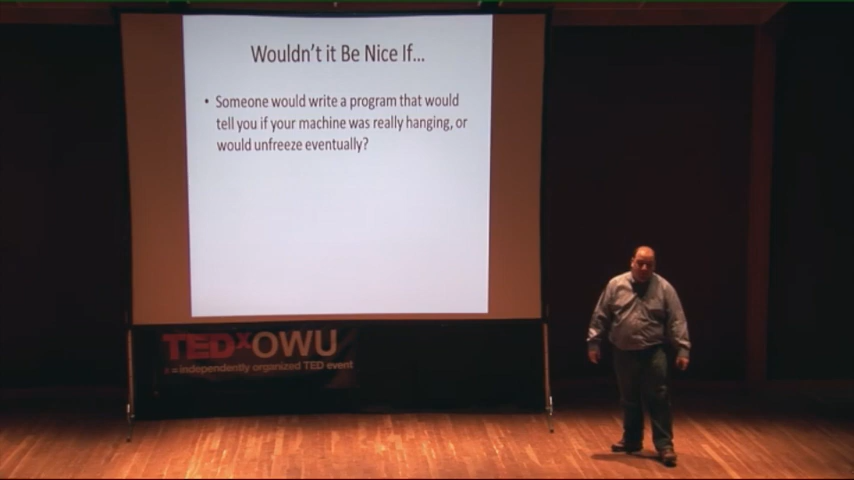 Wouldn't it Be Nice If...
• Someone would write a program that would
tell you if your machine was really hanging, or
would unfreeze eventually?
TEDxOWU
x = independently organized TED event